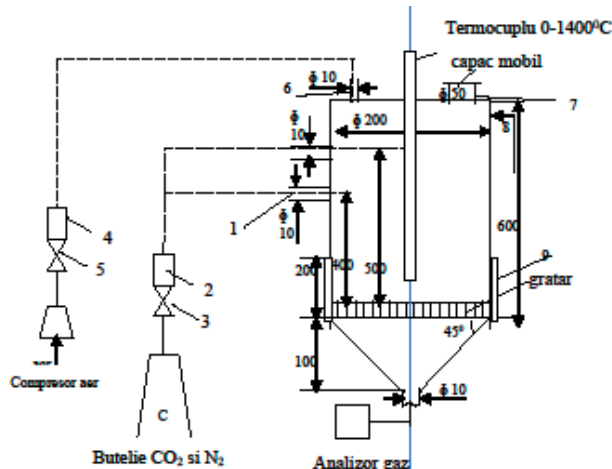 Termocuplu 0-1400⁰C
capac mobil
ϕ 10
6
ϕ 50
7
ϕ 200
8
ϕ
10
4
5
1
ϕ
10
600
400
500
200
9
2
gratar
3
45⁰
100
Compresor aer
C
ϕ 10
Butelie CO₂ si N₂
Analizor gaz